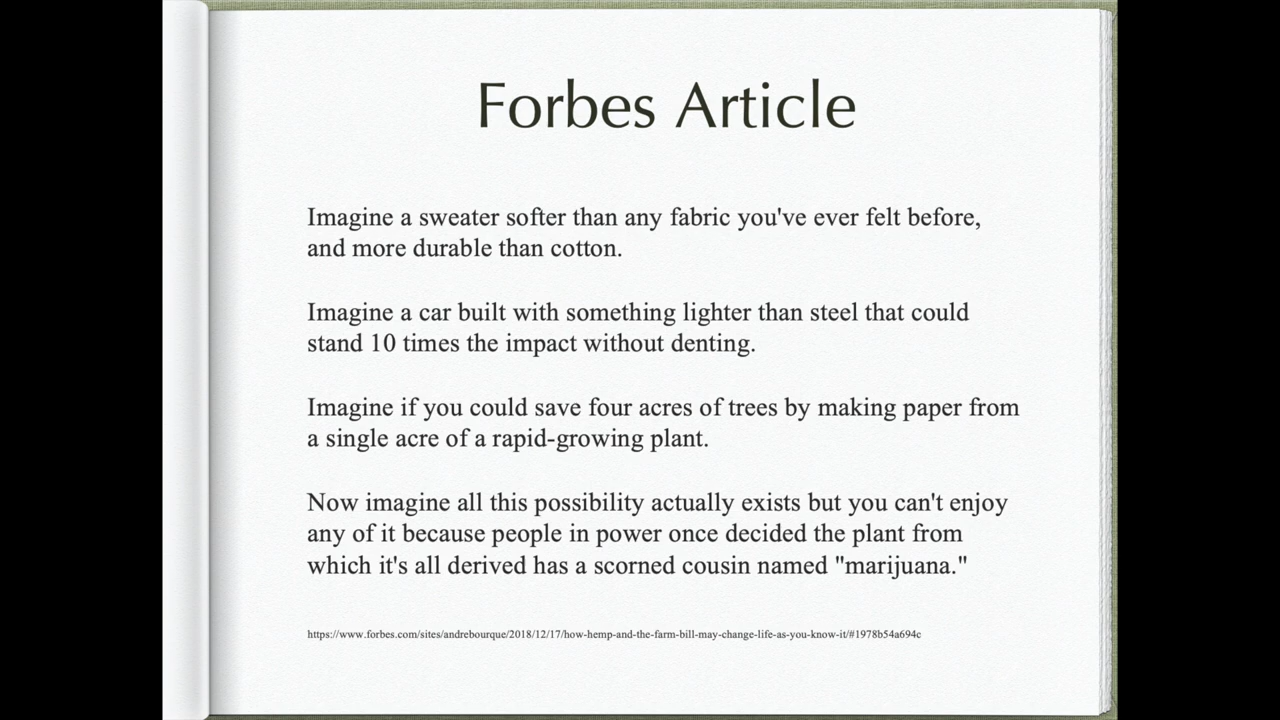 Forbes Article
Imagine a sweater softer than any fabric you've ever felt before,
and more durable than cotton.
Imagine a car built with something lighter than steel that could
stand 10 times the impact without denting.
Imagine if you could save four acres of trees by making paper from
a single acre of a rapid-growing plant.
Now imagine all this possibility actually exists but you can't enjoy
any of it because people in power once decided the plant from
which it's all derived has a scorned cousin named "marijuana."
https://www.forbes.com/sites/andrebourque/2018/12/17/how-hemp-and-the-farm-bill-may-change-life-as-you-know-it/#1978b54a694c